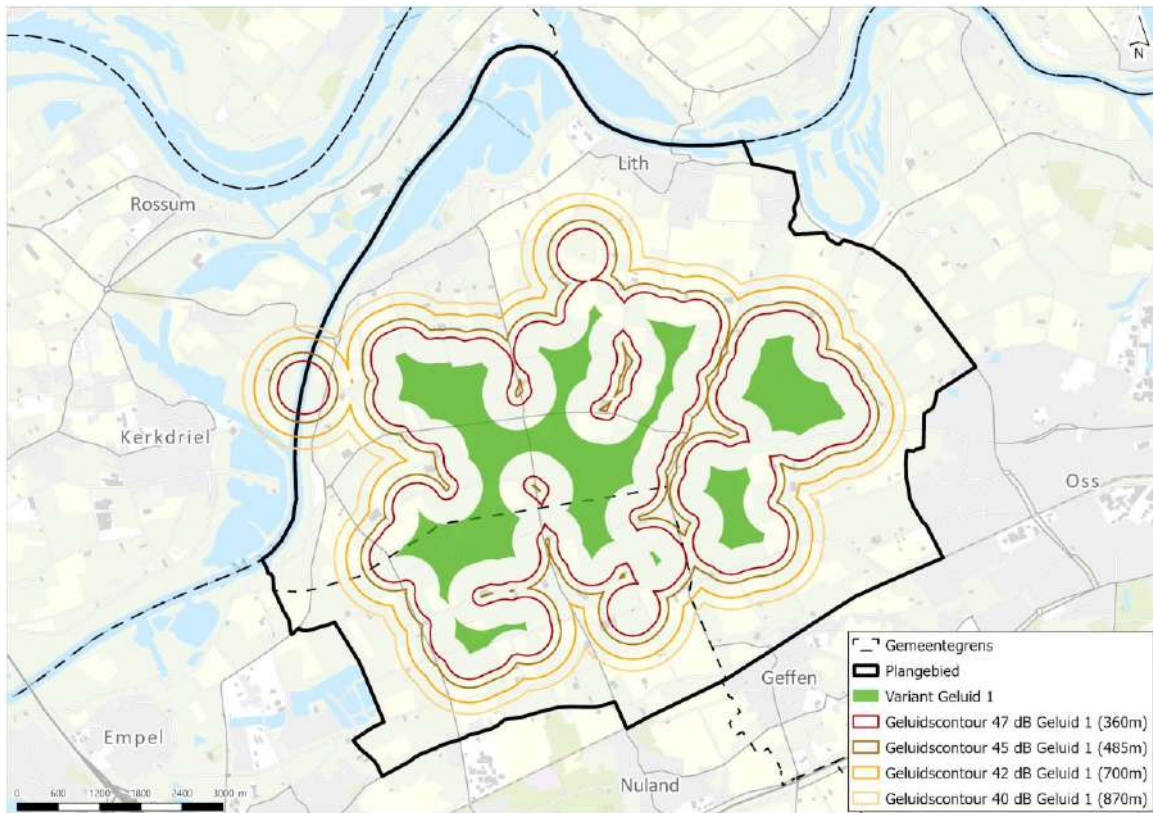 N
Lith
Rossum
Kerkdriel
Oss
Geffen
Empel
Nuland
Gemeentegrens
Plangebied
Variant Geluid 1
Geluidscontour 47 dB Geluid 1 (360m)
Geluidscontour 45 dB Geluid 1 (485m)
Geluidscontour 42 dB Geluid 1 (700m)
Geluidscontour 40 dB Geluid 1 (870m)
0 600 1200 1800 2400 3000 m